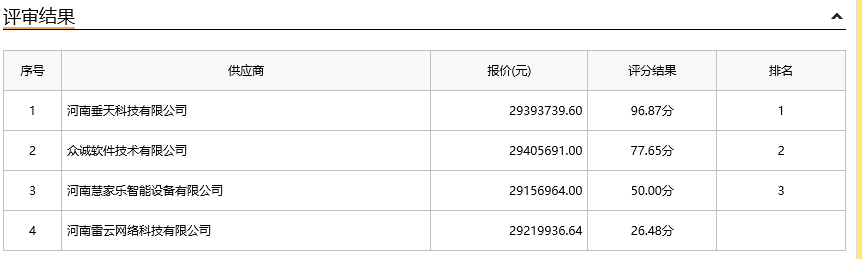 评审结果
序号 供应商 报价(元) 评分结果 排名
1 河南垂天科技有限公司 29393739.60 96.87分 1
2 众诚软件技术有限公司 29405691.00 77.65分 2
3 河南慧家乐智能设备有限公司 29156964.00 50.00分 3
4 河南雷云网络科技有限公司 29219936.64 26.48分